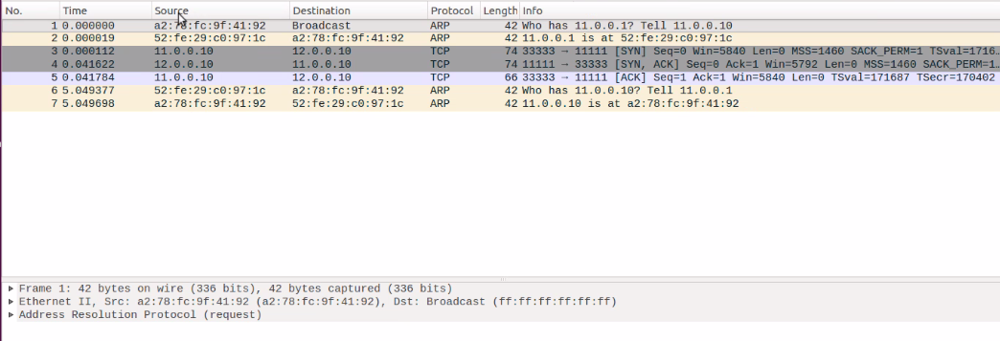 No. Time Source Destination Protocol Length Info
1 0.000000 a2:78:fc:9f:41:92 Broadcast ARP 42 Who has 11.0.0.1? Tell 11.0.0.10
2 0.000019 52:fe:29:c0:97:1c a2:78:fc:9f:41:92 ARP 42 11.0.0.1 is at 52:fe:29:c0:97:1c
3 0.000112 11.0.0.10 12.0.0.10 TCP 74 33333 → 11111 [SYN] Seq=0 Win=5840 Len=0 MSS=1460 SACK_PERM=1 TSval=1716…
4 0.041622 12.0.0.10 11.0.0.10 TCP 74 11111 → 33333 [SYN, ACK] Seq=0 Ack=1 Win=5792 Len=0 MSS=1460 SACK_PERM=1…
5 0.041784 11.0.0.10 12.0.0.10 TCP 66 33333 → 11111 [ACK] Seq=1 Ack=1 Win=5840 Len=0 TSval=171687 TSecr=170402
6 5.049377 52:fe:29:c0:97:1c a2:78:fc:9f:41:92 ARP 42 Who has 11.0.0.10? Tell 11.0.0.1
7 5.049698 a2:78:fc:9f:41:92 52:fe:29:c0:97:1c ARP 42 11.0.0.10 is at a2:78:fc:9f:41:92
Frame 1: 42 bytes on wire (336 bits), 42 bytes captured (336 bits)
Ethernet II, Src: a2:78:fc:9f:41:92 (a2:78:fc:9f:41:92), Dst: Broadcast (ff:ff:ff:ff:ff:ff)
Address Resolution Protocol (request)